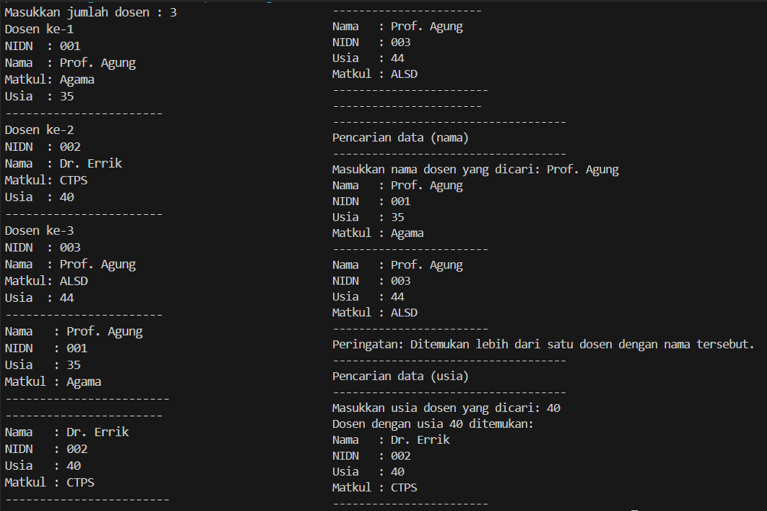 Masukkan jumlah dosen : 3
Dosen ke-1
NIDN  : 001
Nama  : Prof. Agung
Matkul: Agama
Usia  : 35
------------------------
Dosen ke-2
NIDN  : 002
Nama  : Dr. Errik
Matkul: CTPS
Usia  : 40
------------------------
Dosen ke-3
NIDN  : 003
Nama  : Prof. Agung
Matkul: ALSD
Usia  : 44
------------------------
Nama   : Prof. Agung
NIDN   : 001
Usia   : 35
Matkul : Agama
-------------------------
------------------------
Nama   : Dr. Errik
NIDN   : 002
Usia   : 40
Matkul : CTPS
-------------------------
------------------------
Nama   : Prof. Agung
NIDN   : 003
Usia   : 44
Matkul : ALSD
-------------------------
------------------------
------------------------------------
Pencarian data (nama)
------------------------------------
Masukkan nama dosen yang dicari: Prof. Agung
Nama   : Prof. Agung
NIDN   : 001
Usia   : 35
Matkul : Agama
-------------------------
Nama   : Prof. Agung
NIDN   : 003
Usia   : 44
Matkul : ALSD
-------------------------
Peringatan: Ditemukan lebih dari satu dosen dengan nama tersebut.
------------------------------------
Pencarian data (usia)
------------------------------------
Masukkan usia dosen yang dicari: 40
Dosen dengan usia 40 ditemukan:
Nama   : Dr. Errik
NIDN   : 002
Usia   : 40
Matkul : CTPS
-------------------------